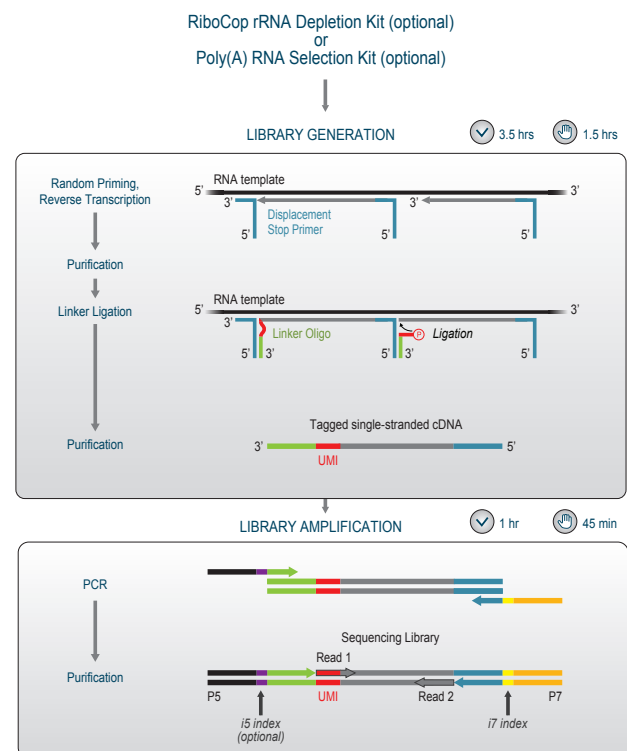 RiboCop rRNA Depletion Kit (optional)
or
Poly(A) RNA Selection Kit (optional)
LIBRARY GENERATION
3.5 hrs
1.5 hrs
Random Priming,
Reverse Transcription
RNA template
5’
3’
3’
3’
Displacement
Stop Primer
5’
5’
5’
Purification
Linker Ligation
RNA template
5’
3’
3’
Linker Oligo
P
Ligation
5’
3’
5’
3’
5’
Tagged single-stranded cDNA
Purification
3’
5’
UMI
LIBRARY AMPLIFICATION
1 hr
45 min
PCR
Sequencing Library
Read 1
Purification
P5
UMI
Read 2
P7
i5 index
(optional)
i7 index